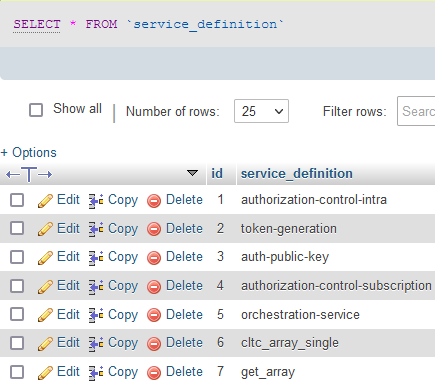 SELECT * FROM `service_definition`
Show all Number of rows: 25 Filter rows: Searc
+ Options
id service_definition
Edit Copy Delete 1 authorization-control-intra
Edit Copy Delete 2 token-generation
Edit Copy Delete 3 auth-public-key
Edit Copy Delete 4 authorization-control-subscription
Edit Copy Delete 5 orchestration-service
Edit Copy Delete 6 cltc_array_single
Edit Copy Delete 7 get_array